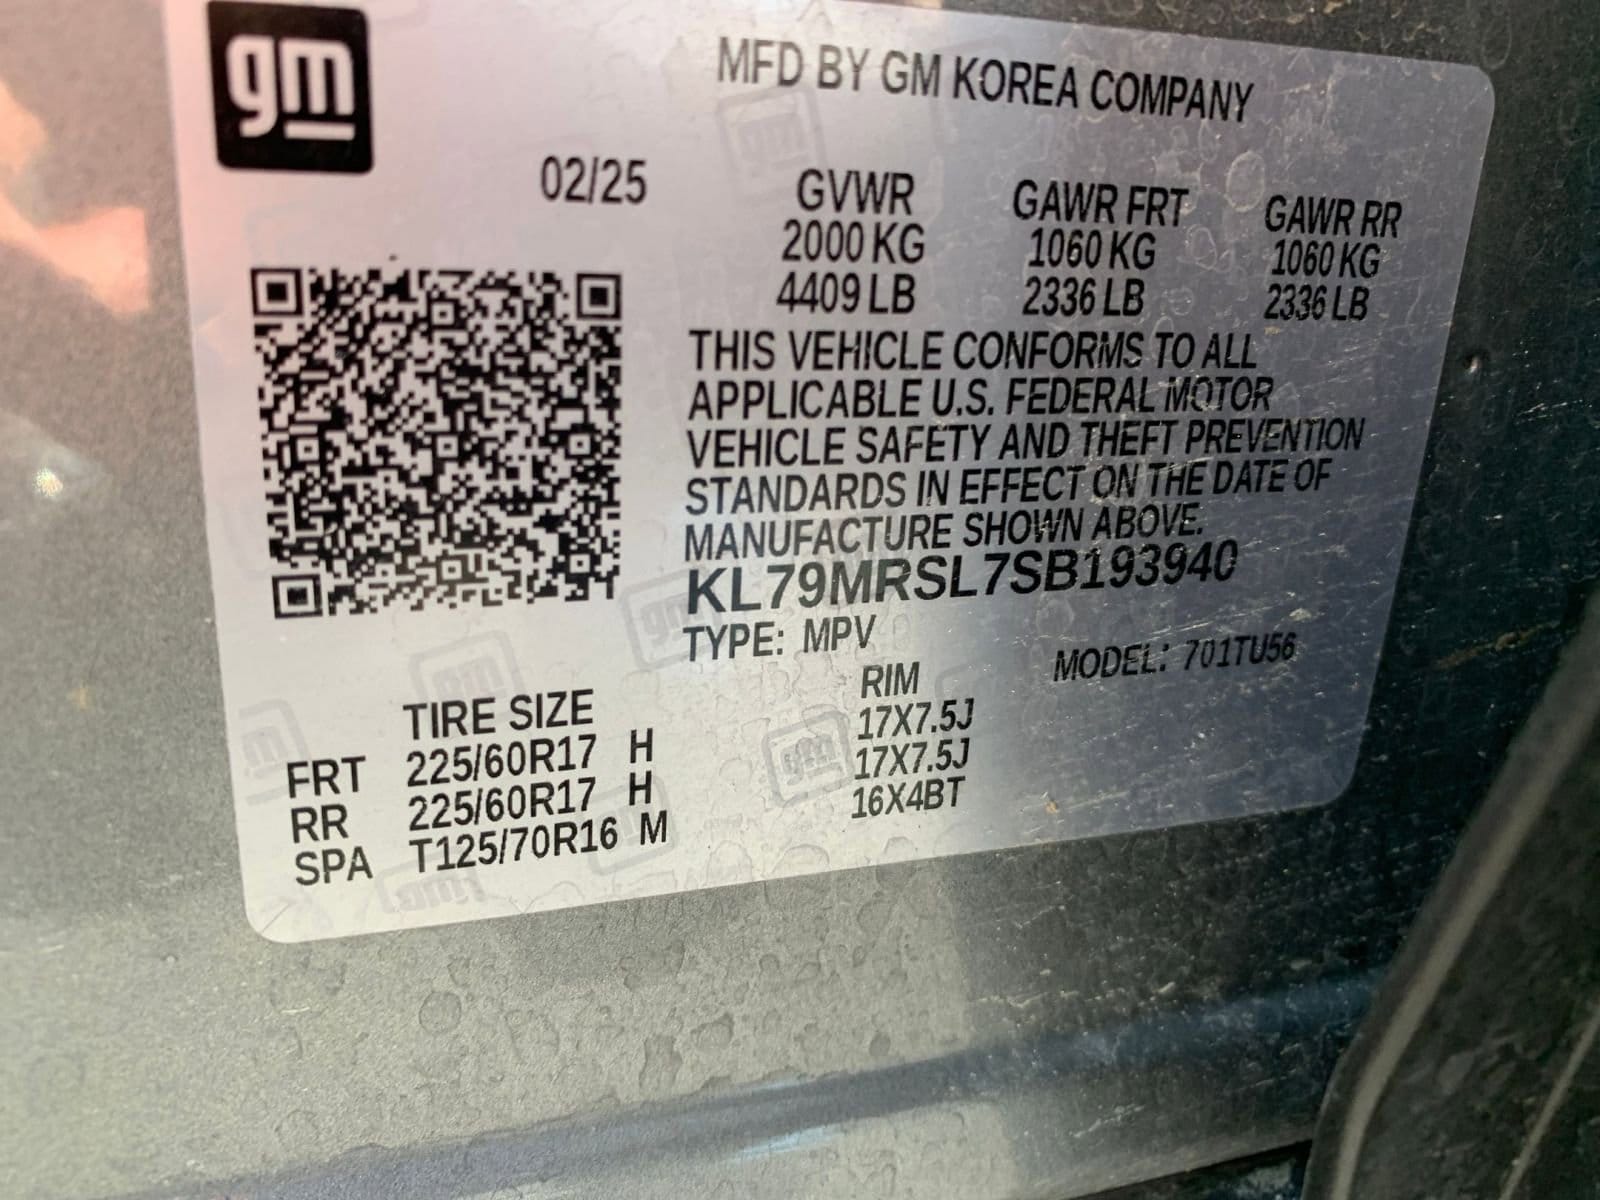 gm
MFD BY GM KOREA COMPANY
02/25
GVWR GAWR FRT GAWR RR
2000 KG 1060 KG 1060 KG
4409 LB 2336 LB 2336 LB
THIS VEHICLE CONFORMS TO ALL
APPLICABLE U.S. FEDERAL MOTOR
VEHICLE SAFETY AND THEFT PREVENTION
STANDARDS IN EFFECT ON THE DATE OF
MANUFACTURE SHOWN ABOVE.
KL79MRSL7SB193940
TYPE: MPV MODEL: 701TU56
TIRE SIZE RIM
FRT 225/60R17 H 17X7.5J
RR 225/60R17 H 17X7.5J
SPA T125/70R16 M 16X4BT